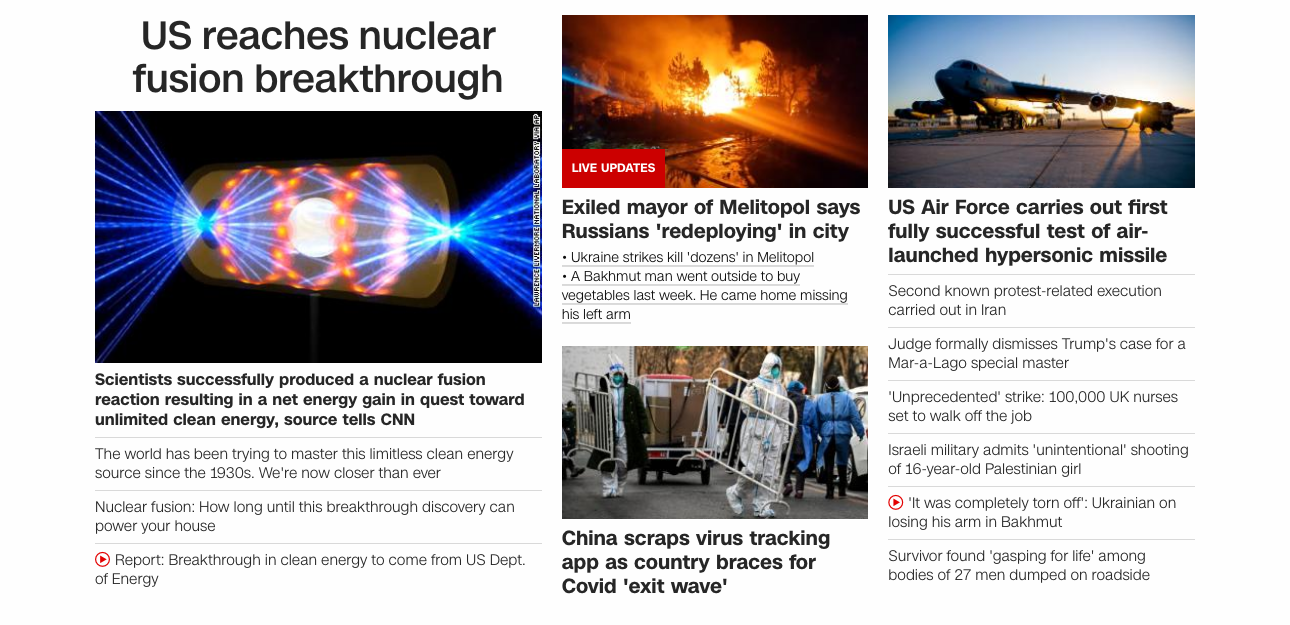 US reaches nuclear
fusion breakthrough
LAWRENCE LIVERMORE NATIONAL LABORATORY VIA AP
Scientists successfully produced a nuclear fusion
reaction resulting in a net energy gain in quest toward
unlimited clean energy, source tells CNN
The world has been trying to master this limitless clean energy
source since the 1930s. We're now closer than ever
Nuclear fusion: How long until this breakthrough discovery can
power your house
Report: Breakthrough in clean energy to come from US Dept.
of Energy
LIVE UPDATES
Exiled mayor of Melitopol says
Russians 'redeploying' in city
• Ukraine strikes kill 'dozens' in Melitopol
• A Bakhmut man went outside to buy
vegetables last week. He came home missing
his left arm
China scraps virus tracking
app as country braces for
Covid 'exit wave'
US Air Force carries out first
fully successful test of air-
launched hypersonic missile
Second known protest-related execution
carried out in Iran
Judge formally dismisses Trump's case for a
Mar-a-Lago special master
'Unprecedented' strike: 100,000 UK nurses
set to walk off the job
Israeli military admits 'unintentional' shooting
of 16-year-old Palestinian girl
'It was completely torn off': Ukrainian on
losing his arm in Bakhmut
Survivor found 'gasping for life' among
bodies of 27 men dumped on roadside